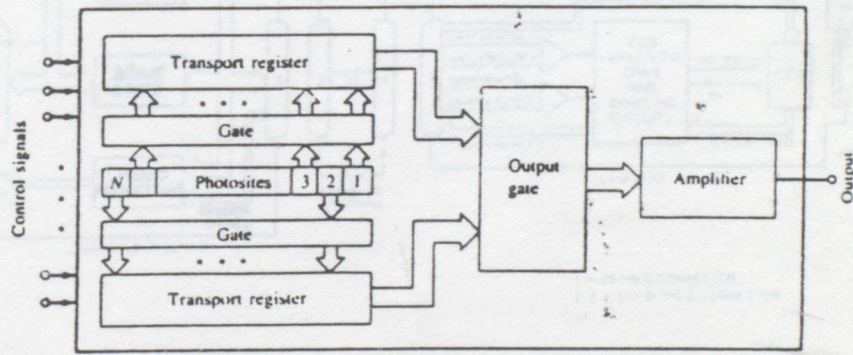 Transport register
Gate
N Photosites 3 2 1
Gate
Transport register
Control signals
Output
gate
Amplifier
Output